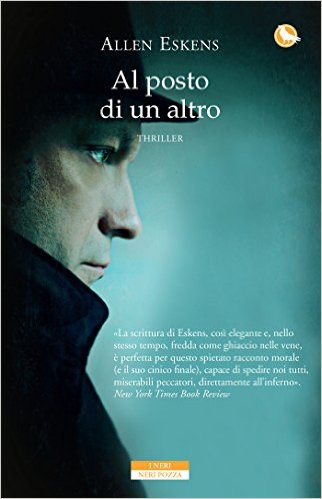 ALLEN ESKENS
Al posto
di un altro
THRILLER
«La scrittura di Eskens, così elegante e, nello
stesso tempo, fredda come ghiaccio nelle vene,
è perfetta per questo spietato racconto morale
(e il suo cinico finale), capace di spedire noi tutti,
miserabili peccatori, direttamente all'inferno».
New York Times Book Review
I NERI
NERI POZZA